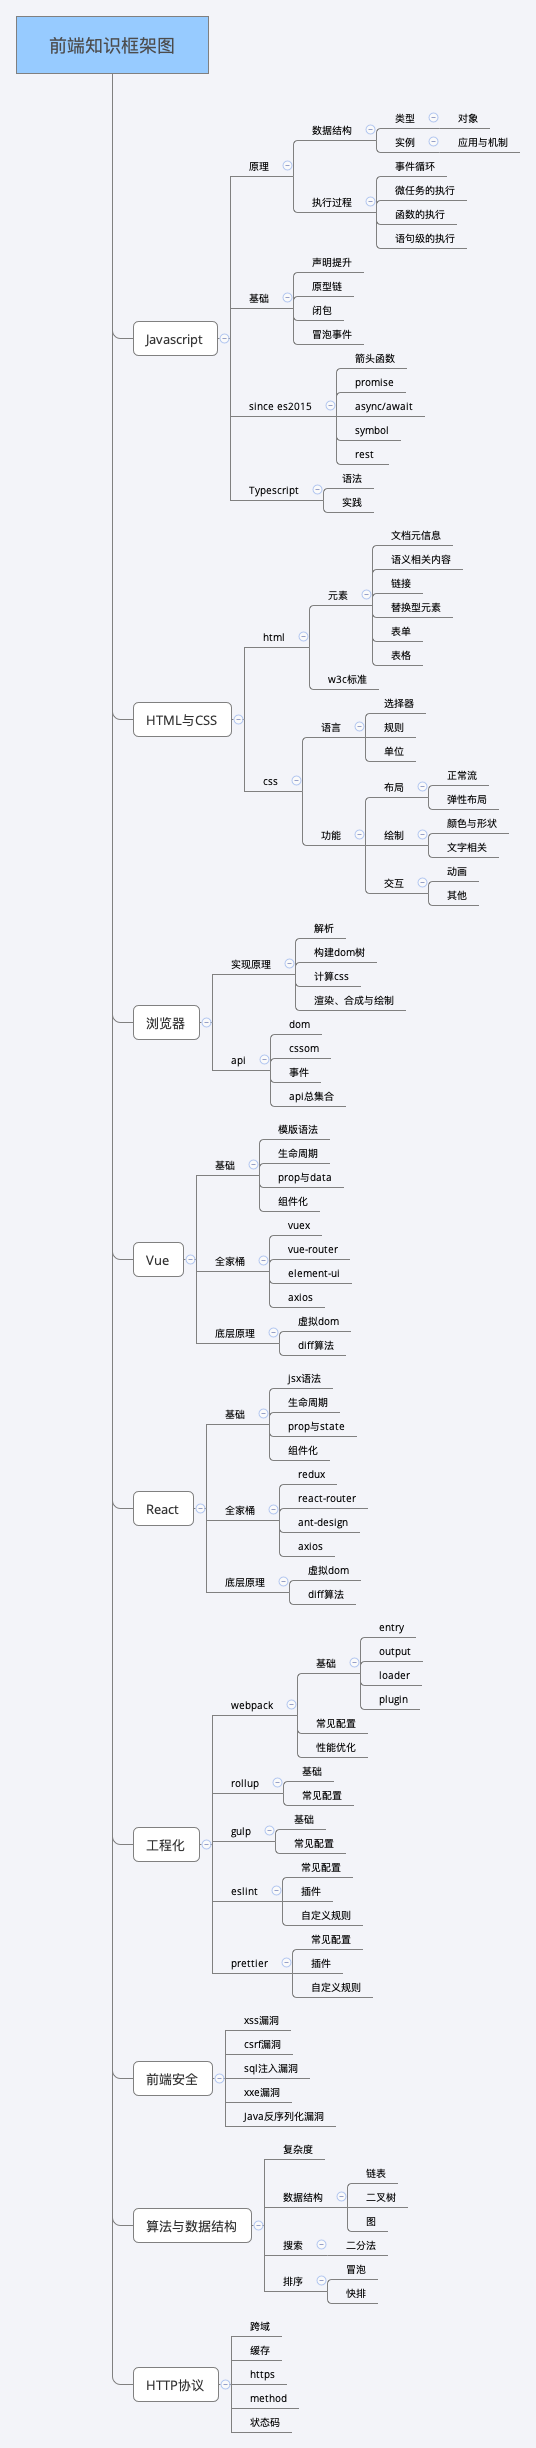 前端知识框架图
Javascript
原理
数据结构
类型
对象
实例
应用与机制
执行过程
事件循环
微任务的执行
函数的执行
语句级的执行
基础
声明提升
原型链
闭包
冒泡事件
since es2015
箭头函数
promise
async/await
symbol
rest
Typescript
语法
实践
HTML与CSS
html
元素
文档元信息
语义相关内容
链接
替换型元素
表单
表格
w3c标准
css
语言
选择器
规则
单位
功能
布局
正常流
弹性布局
绘制
颜色与形状
文字相关
交互
动画
其他
浏览器
实现原理
解析
构建dom树
计算css
渲染、合成与绘制
api
dom
cssom
事件
api总集合
Vue
基础
模版语法
生命周期
prop与data
组件化
全家桶
vuex
vue-router
element-ui
axios
底层原理
虚拟dom
diff算法
React
基础
jsx语法
生命周期
prop与state
组件化
全家桶
redux
react-router
ant-design
axios
底层原理
虚拟dom
diff算法
工程化
webpack
基础
entry
output
loader
plugin
常见配置
性能优化
rollup
基础
常见配置
gulp
基础
常见配置
eslint
常见配置
插件
自定义规则
prettier
常见配置
插件
自定义规则
前端安全
xss漏洞
csrf漏洞
sql注入漏洞
xxe漏洞
Java反序列化漏洞
算法与数据结构
复杂度
数据结构
链表
二叉树
图
搜索
二分法
排序
冒泡
快排
HTTP协议
跨域
缓存
https
method
状态码